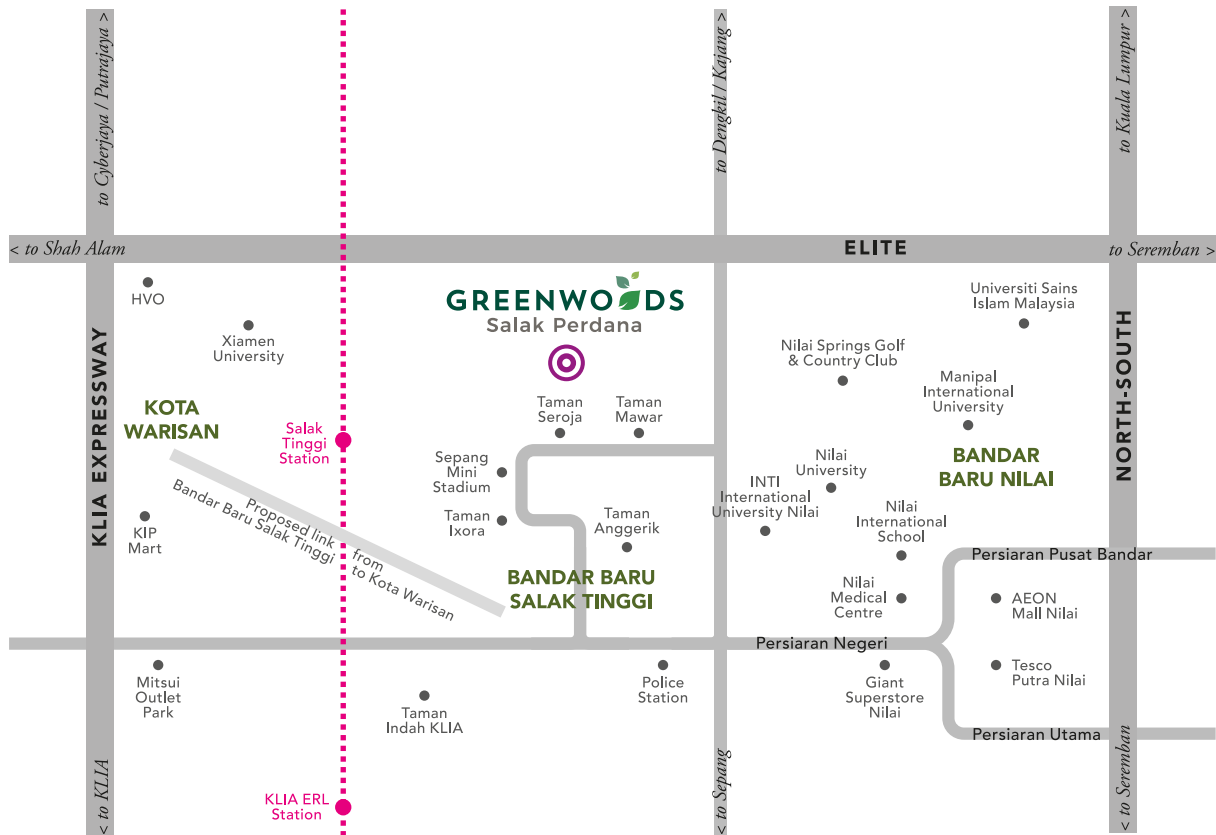 to Cyberjaya / Putrajaya >
to Dengkil / Kajang >
to Kuala Lumpur >
< to Shah Alam
ELITE
to Seremban >
HVO
Xiamen
University
GREENWOODS
Salak Perdana
Universiti Sains
Islam Malaysia
Nilai Springs Golf
& Country Club
Manipal
International
University
KLIA EXPRESSWAY
NORTH-SOUTH
KOTA
WARISAN
Salak
Tinggi
Station
Taman
Seroja
Taman
Mawar
Sepang
Mini
Stadium
Taman
Ixora
Taman
Anggerik
Nilai
University
INTI
International
University Nilai
BANDAR
BARU NILAI
Nilai
International
School
KIP
Mart
Proposed link from
Bandar Baru Salak Tinggi to Kota Warisan
BANDAR BARU
SALAK TINGGI
Persiaran Pusat Bandar
Nilai
Medical
Centre
AEON
Mall Nilai
Persiaran Negeri
Mitsui
Outlet
Park
Taman
Indah KLIA
Police
Station
Giant
Superstore
Nilai
Tesco
Putra Nilai
Persiaran Utama
KLIA ERL
Station
< to KLIA
< to Sepang
< to Seremban